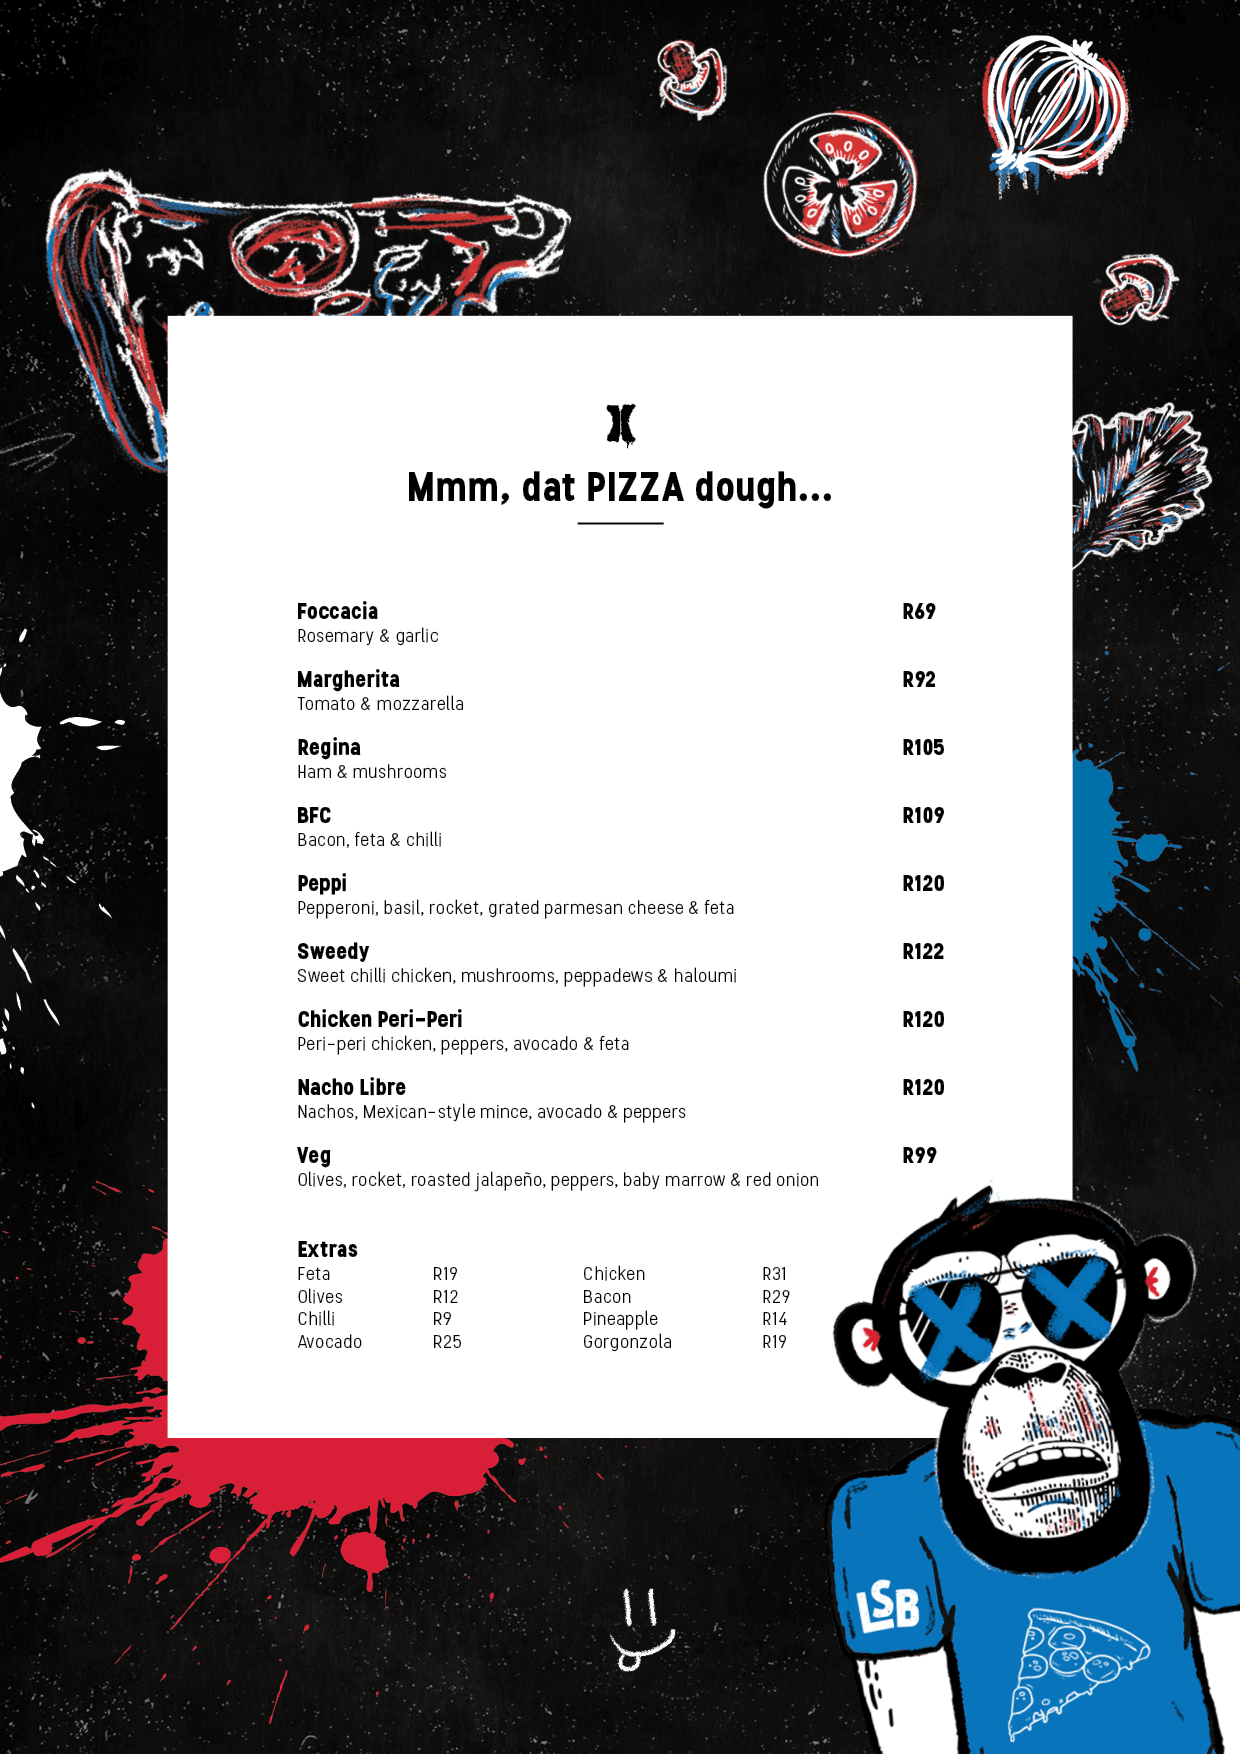 Mmm, dat PIZZA dough...
Foccacia R69
Rosemary & garlic
Margherita R92
Tomato & mozzarella
Regina R105
Ham & mushrooms
BFC R109
Bacon, feta & chilli
Peppi R120
Pepperoni, basil, rocket, grated parmesan cheese & feta
Sweedy R122
Sweet chilli chicken, mushrooms, peppadews & haloumi
Chicken Peri-Peri R120
Peri-peri chicken, peppers, avocado & feta
Nacho Libre R120
Nachos, Mexican-style mince, avocado & peppers
Veg R99
Olives, rocket, roasted jalapeño, peppers, baby marrow & red onion
Extras
Feta R19 Chicken R31
Olives R12 Bacon R29
Chilli R9 Pineapple R14
Avocado R25 Gorgonzola R19
LSB